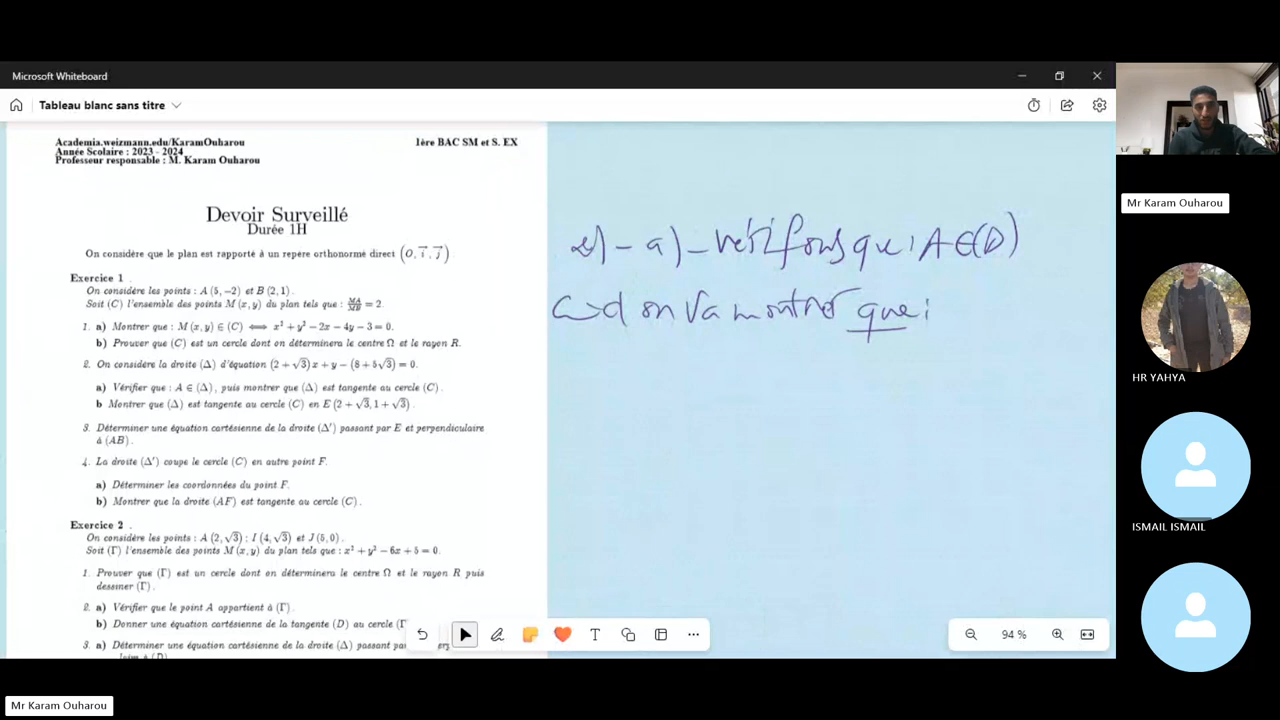 Microsoft Whiteboard
Tableau blanc sans titre
Academia.weizmann.edu/KaramOuharou
1ère BAC SM et S. EX
Année Scolaire : 2023 - 2024
Professeur responsable : M. Karam Ouharou
Devoir Surveillé
Durée 1H
On considère que le plan est rapporté à un repère orthonormé direct (O, i⃗, j⃗)
Exercice 1 .
On considère les points : A (5, −2) et B (2, 1) .
Soit (C) l'ensemble des points M (x, y) du plan tels que : MA/MB = 2.
1. a) Montrer que : M (x, y) ∈ (C) ⟺ x² + y² − 2x − 4y − 3 = 0.
b) Prouver que (C) est un cercle dont on déterminera le centre Ω et le rayon R.
2. On considère la droite (Δ) d'équation (2 + √3) x + y − (8 + 5√3) = 0.
a) Vérifier que : A ∈ (Δ) , puis montrer que (Δ) est tangente au cercle (C) .
b Montrer que (Δ) est tangente au cercle (C) en E (2 + √3, 1 + √3) .
3. Déterminer une équation cartésienne de la droite (Δ′) passant par E et perpendiculaire
à (AB) .
4. La droite (Δ′) coupe le cercle (C) en autre point F.
a) Déterminer les coordonnées du point F.
b) Montrer que la droite (AF) est tangente au cercle (C) .
Exercice 2 .
On considère les points : A (2, √3) ; I (4, √3) et J (5, 0) .
Soit (Γ) l'ensemble des points M (x, y) du plan tels que : x² + y² − 6x + 5 = 0.
1. Prouver que (Γ) est un cercle dont on déterminera le centre Ω et le rayon R puis
dessiner (Γ) .
2. a) Vérifier que le point A appartient à (Γ) .
b) Donner une équation cartésienne de la tangente (D) au cercle (Γ
3. a) Déterminer une équation cartésienne de la droite (Δ) passant
2) - a) - vérifions que : A ∈ (D)
C-à-d on va montrer que :
94 %
Mr Karam Ouharou
HR YAHYA
ISMAIL ISMAIL
Mr Karam Ouharou